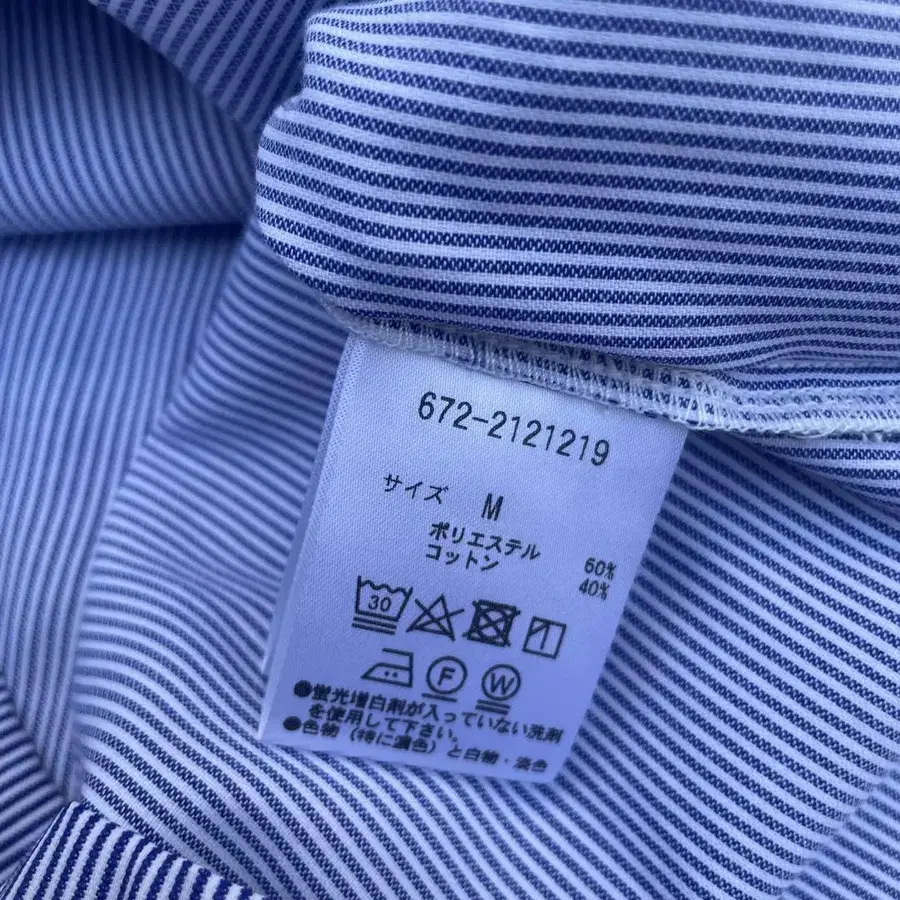 672-2121219
サイズ M
ポリエステル 60%
コットン 40%
30
F W
●蛍光増白剤が入っていない洗剤
を使用して下さい。
●色物(特に濃色)と白物・淡色